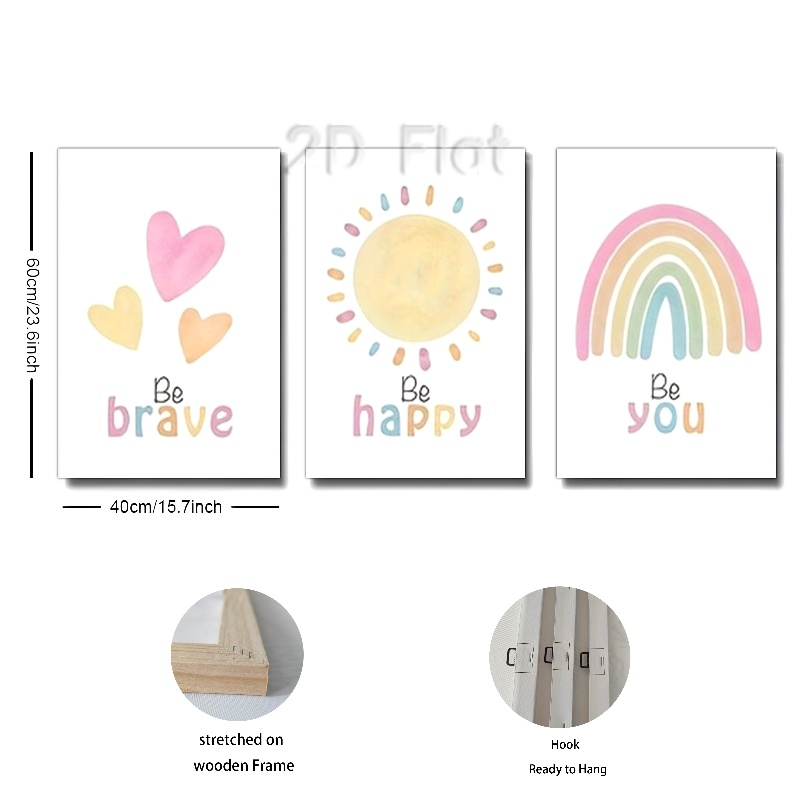 2D Flat
60cm/23.6inch
Be
brave
Be
happy
Be
you
40cm/15.7inch
stretched on
wooden Frame
Hook
Ready to Hang